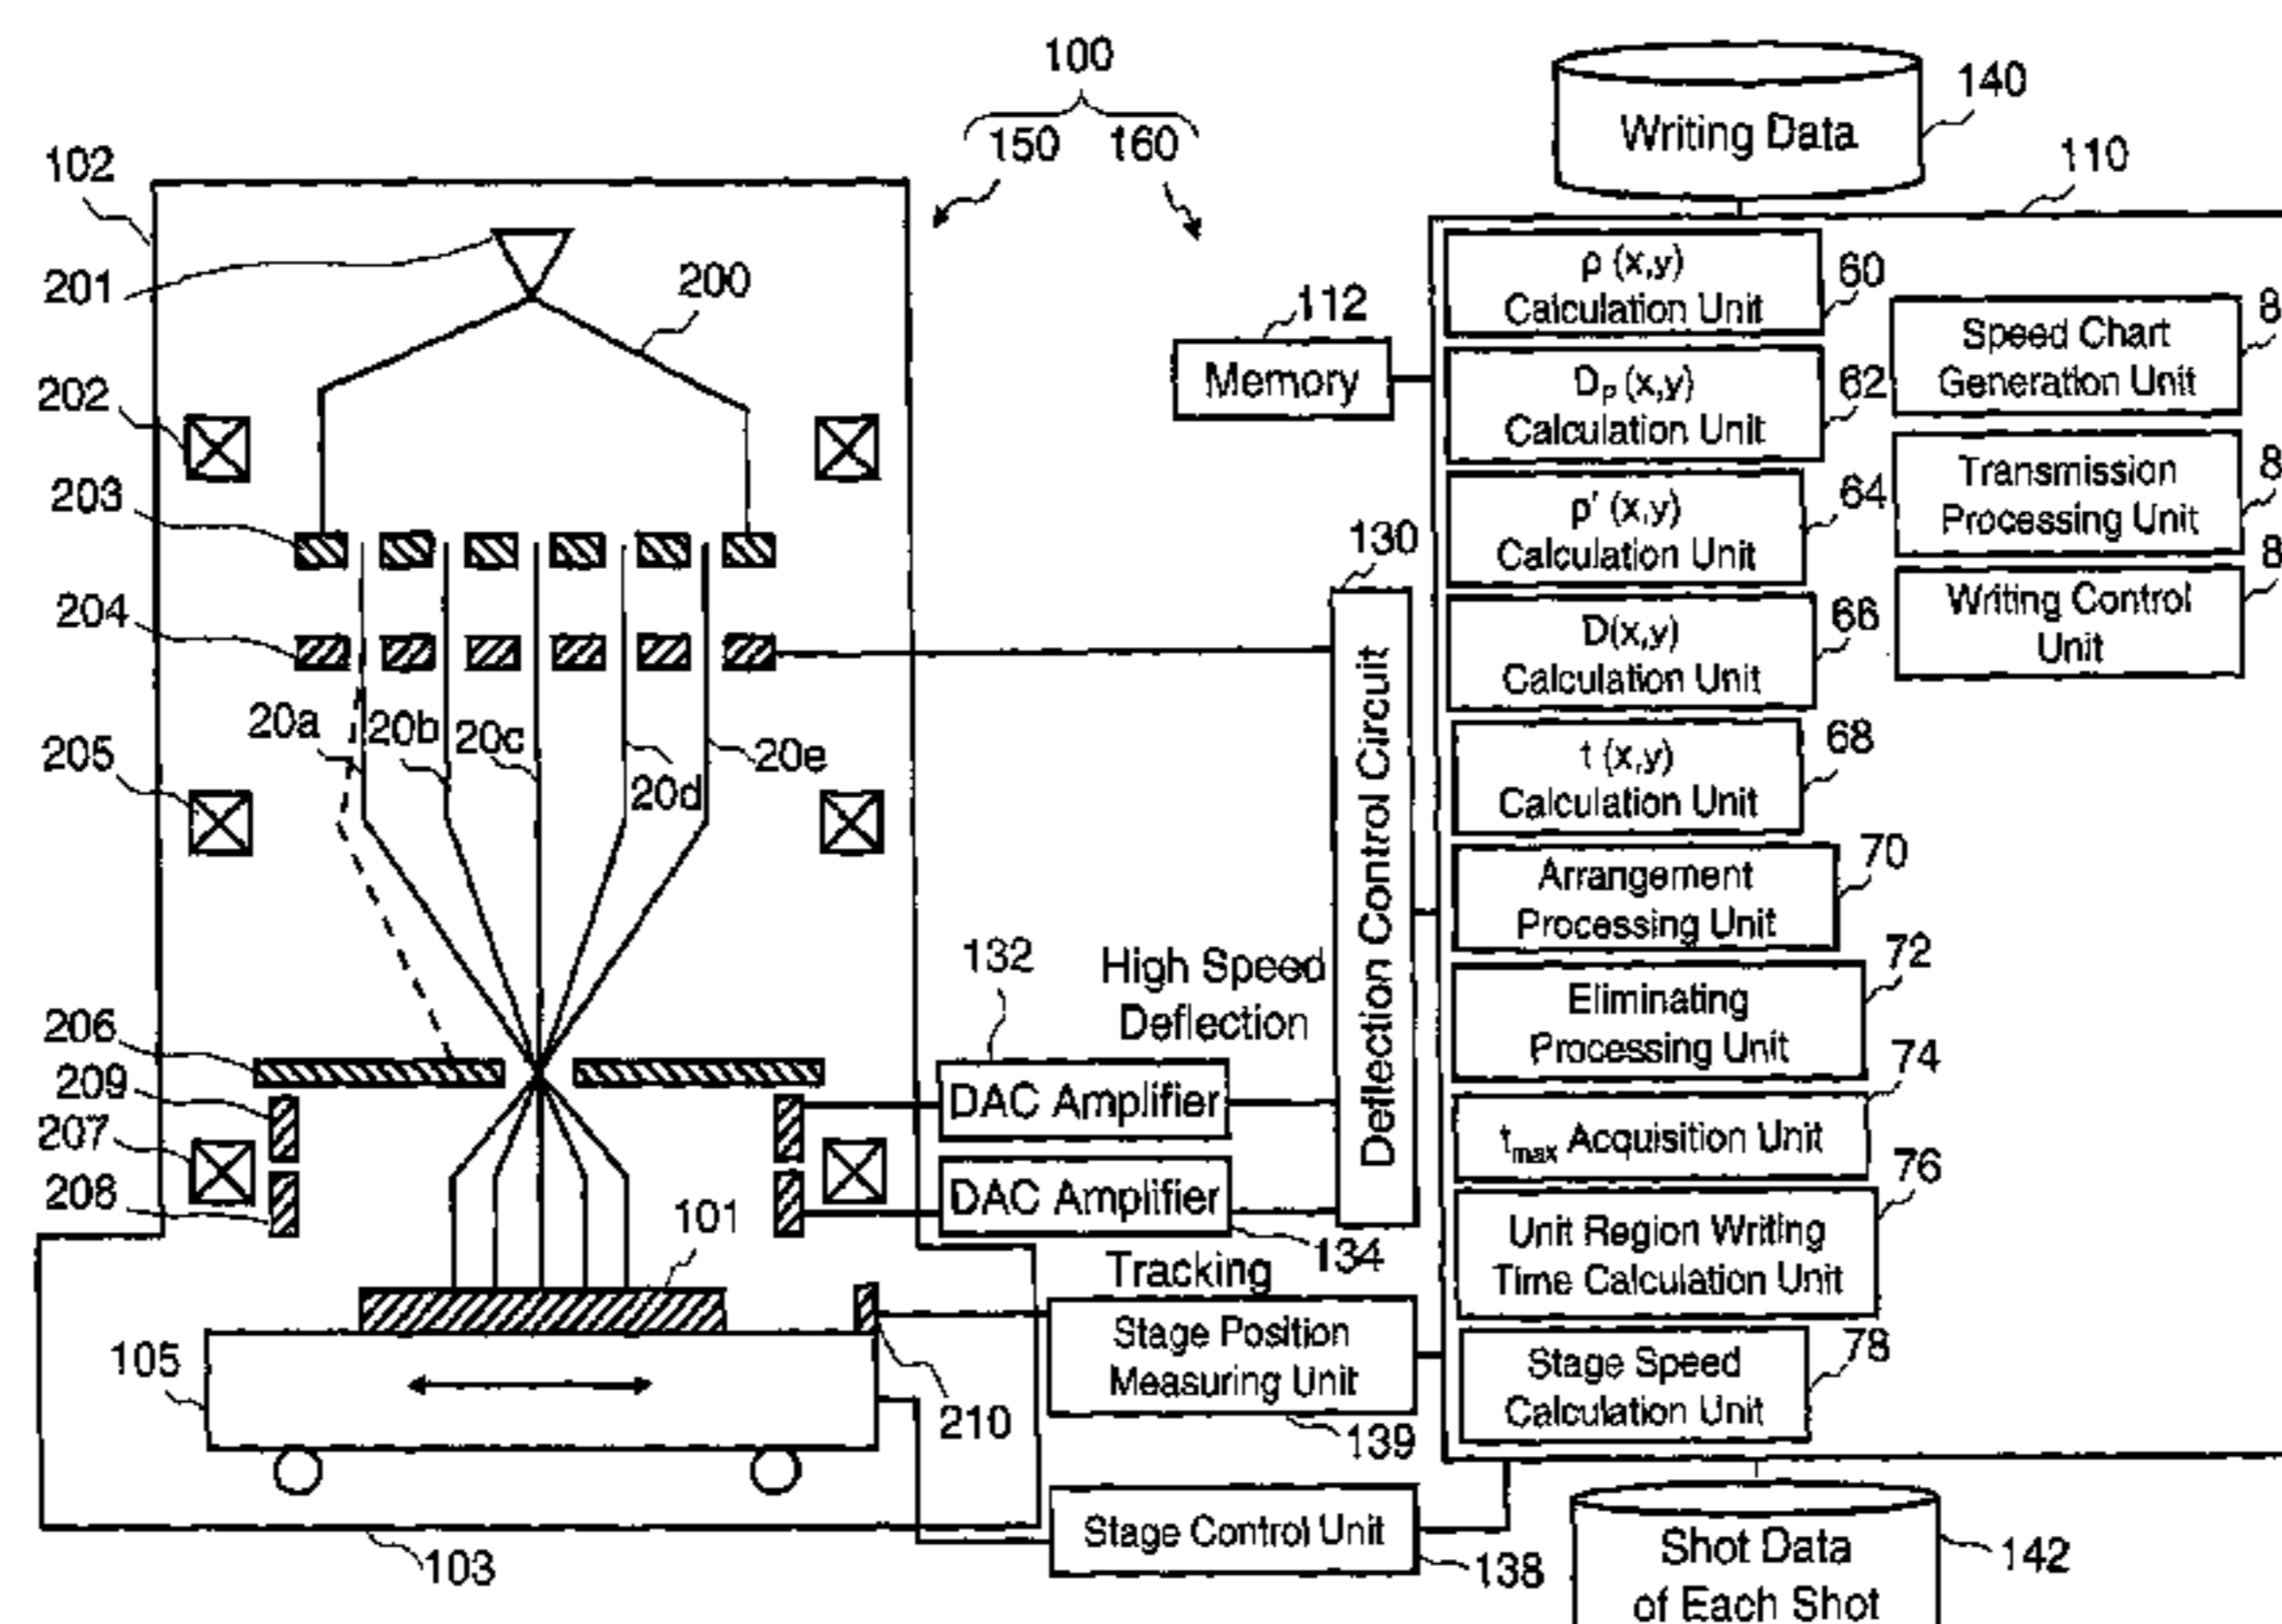 100
150 160
102
201
200
202
203
204
20a
20b
20c
20d
20e
205
206
209
207
208
101
105
210
103
Writing Data
140
110
112
Memory
130
Deflection Control Circuit
132
High Speed
Deflection
DAC Amplifier
DAC Amplifier
134
Tracking
Stage Position
Measuring Unit
139
Stage Control Unit
138
ρ (x,y)
Calculation Unit
60
Dp (x,y)
Calculation Unit
62
ρ' (x,y)
Calculation Unit
64
D(x,y)
Calculation Unit
66
t (x,y)
Calculation Unit
68
Arrangement
Processing Unit
70
Eliminating
Processing Unit
72
tmax Acquisition Unit
74
Unit Region Writing
Time Calculation Unit
76
Stage Speed
Calculation Unit
78
Speed Chart
Generation Unit
Transmission
Processing Unit
Writing Control
Unit
Shot Data
of Each Shot
142